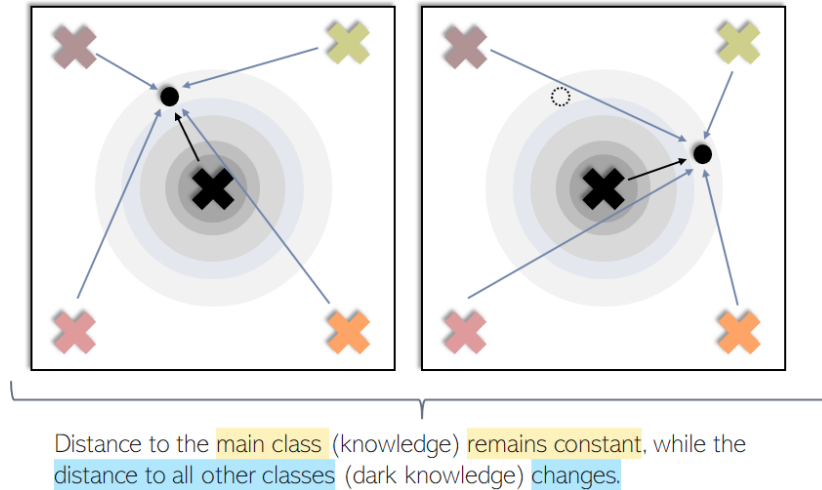 Distance to the main class (knowledge) remains constant, while the
distance to all other classes (dark knowledge) changes.